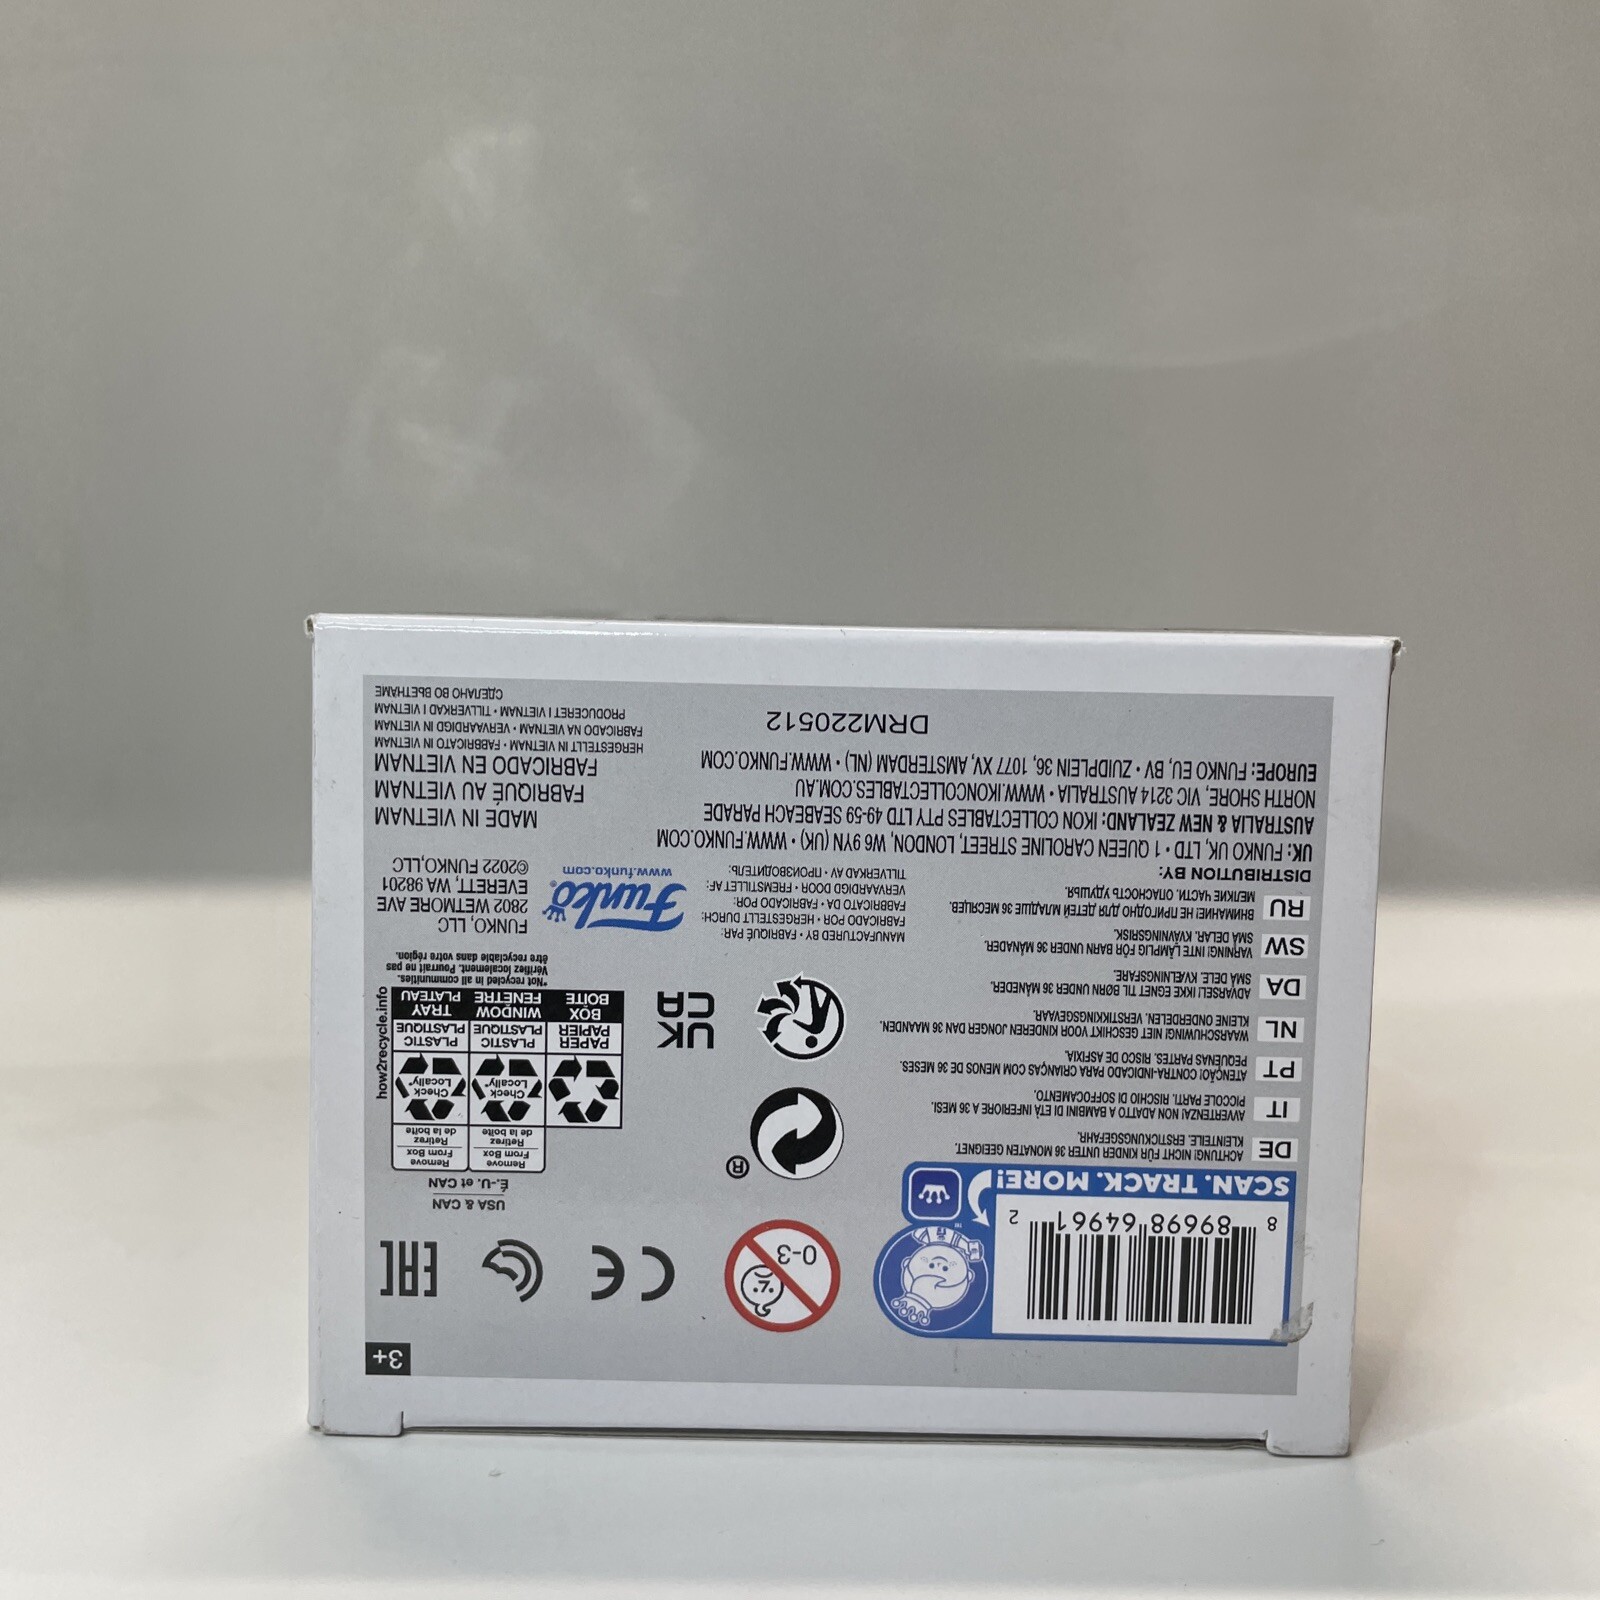 3+
8 89698 64961 2
SCAN. TRACK. MORE!
™
0-3
CE
EAC
DE ACHTUNG! NICHT FÜR KINDER UNTER 36 MONATEN GEEIGNET.
KLEINTEILE. ERSTICKUNGSGEFAHR.
IT AVVERTENZA! NON ADATTO A BAMBINI DI ETÀ INFERIORE A 36 MESI.
PICCOLE PARTI. RISCHIO DI SOFFOCAMENTO.
PT ATENÇÃO! CONTRA-INDICADO PARA CRIANÇAS COM MENOS DE 36 MESES.
PEQUENAS PARTES. RISCO DE ASFIXIA.
NL WAARSCHUWING! NIET GESCHIKT VOOR KINDEREN JONGER DAN 36 MAANDEN.
KLEINE ONDERDELEN. VERSTIKKINGSGEVAAR.
DA ADVARSEL! IKKE EGNET TIL BØRN UNDER 36 MÅNEDER.
SMÅ DELE. KVÆLNINGSFARE.
SW VARNING! INTE LÄMPLIG FÖR BARN UNDER 36 MÅNADER.
SMÅ DELAR. KVÄVNINGSRISK.
RU ВНИМАНИЕ! НЕ ПРИГОДНО ДЛЯ ДЕТЕЙ МЛАДШЕ 36 МЕСЯЦЕВ.
МЕЛКИЕ ЧАСТИ. ОПАСНОСТЬ УДУШЬЯ.
®
UK
CA
USA & CAN
É.-U. et CAN
Remove From Box
Retirez de la boîte
Remove From Box
Retirez de la boîte
Check Locally*
Check Locally*
PAPER
PAPIER
BOX
BOÎTE
PLASTIC
PLASTIQUE
WINDOW
FENÊTRE
PLASTIC
PLASTIQUE
TRAY
PLATEAU
how2recycle.info
*Not recycled in all communities.
Vérifiez localement. Pourrait ne pas
être recyclable dans votre région.
MANUFACTURED BY • FABRIQUÉ PAR:
FABRICADO POR • HERGESTELLT DURCH:
FABRICATO DA • FABRICADO POR:
VERVAARDIGD DOOR • FREMSTILLET AF:
TILLVERKAD AV • ПРОИЗВОДИТЕЛЬ:
Funko®
www.funko.com
FUNKO, LLC
2802 WETMORE AVE
EVERETT, WA 98201
©2022 FUNKO,LLC
DISTRIBUTION BY:
UK: FUNKO UK, LTD • 1 QUEEN CAROLINE STREET, LONDON, W6 9YN (UK) • WWW.FUNKO.COM
AUSTRALIA & NEW ZEALAND: IKON COLLECTABLES PTY LTD 49-59 SEABEACH PARADE
NORTH SHORE, VIC 3214 AUSTRALIA • WWW.IKONCOLLECTABLES.COM.AU
EUROPE: FUNKO EU, BV • ZUIDPLEIN 36, 1077 XV, AMSTERDAM (NL) • WWW.FUNKO.COM
DRM220512
MADE IN VIETNAM
FABRIQUÉ AU VIETNAM
FABRICADO EN VIETNAM
HERGESTELLT IN VIETNAM • FABBRICATO IN VIETNAM
FABRICADO NA VIETNAM • VERVAARDIGD IN VIETNAM
PRODUCERET I VIETNAM • TILLVERKAD I VIETNAM
СДЕЛАНО ВО ВЬЕТНАМЕ